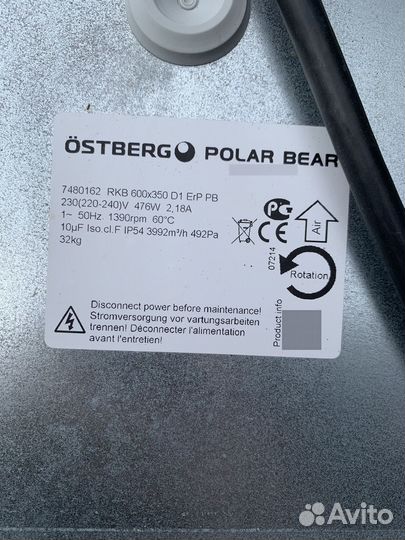 ÖSTBERG POLAR BEAR
7480162 RKB 600x350 D1 ErP PB
230(220-240)V 476W 2,18A
1~ 50Hz 1390rpm 60°C
10µF Iso.cl.F IP54 3992m³/h 492Pa
32kg
PG
CE
07214
Air
Rotation
Product info
Disconnect power before maintenance!
Stromversorgung vor vartungsarbeiten
trennen! Déconnecter l'alimentation
avant d'l'entretien!
Avito